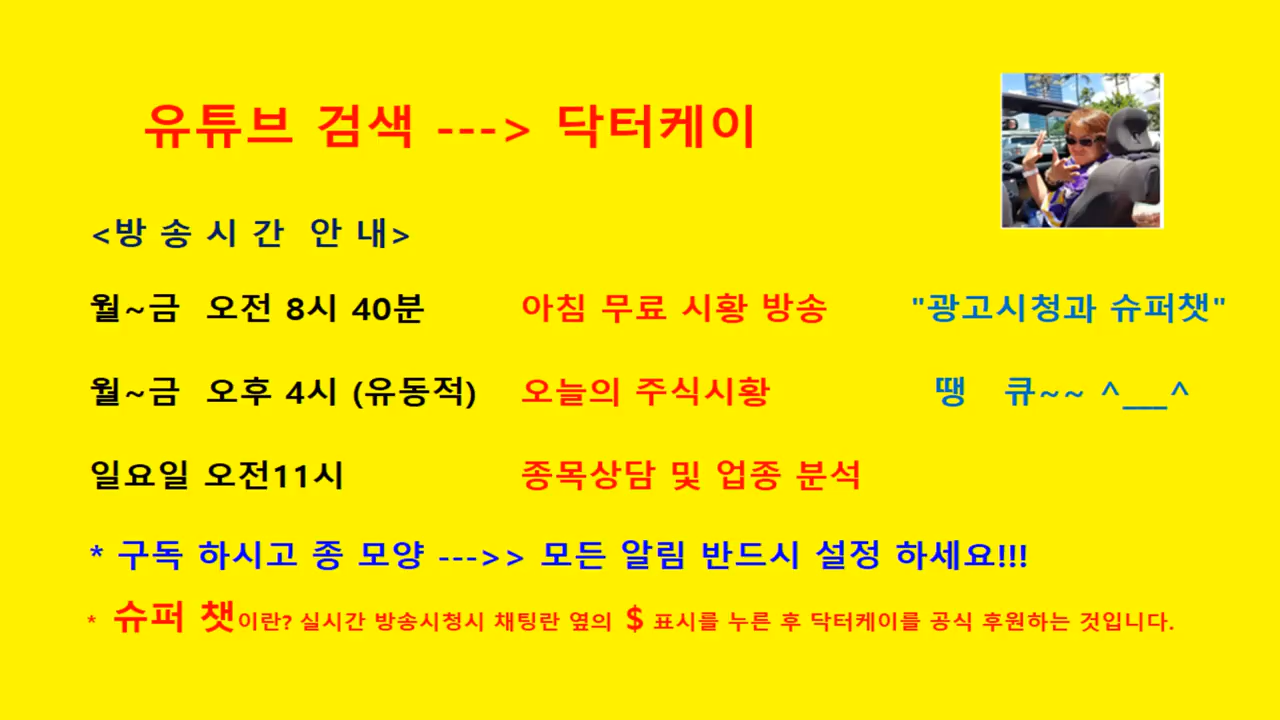 유튜브 검색 ---> 닥터케이
<방 송 시 간 안 내>
월~금 오전 8시 40분 아침 무료 시황 방송 "광고시청과 슈퍼챗"
월~금 오후 4시 (유동적) 오늘의 주식시황 땡 큐~~ ^___^
일요일 오전11시 종목상담 및 업종 분석
* 구독 하시고 종 모양 --->> 모든 알림 반드시 설정 하세요!!!
* 슈퍼 챗이란? 실시간 방송시청시 채팅란 옆의 $ 표시를 누른 후 닥터케이를 공식 후원하는 것입니다.